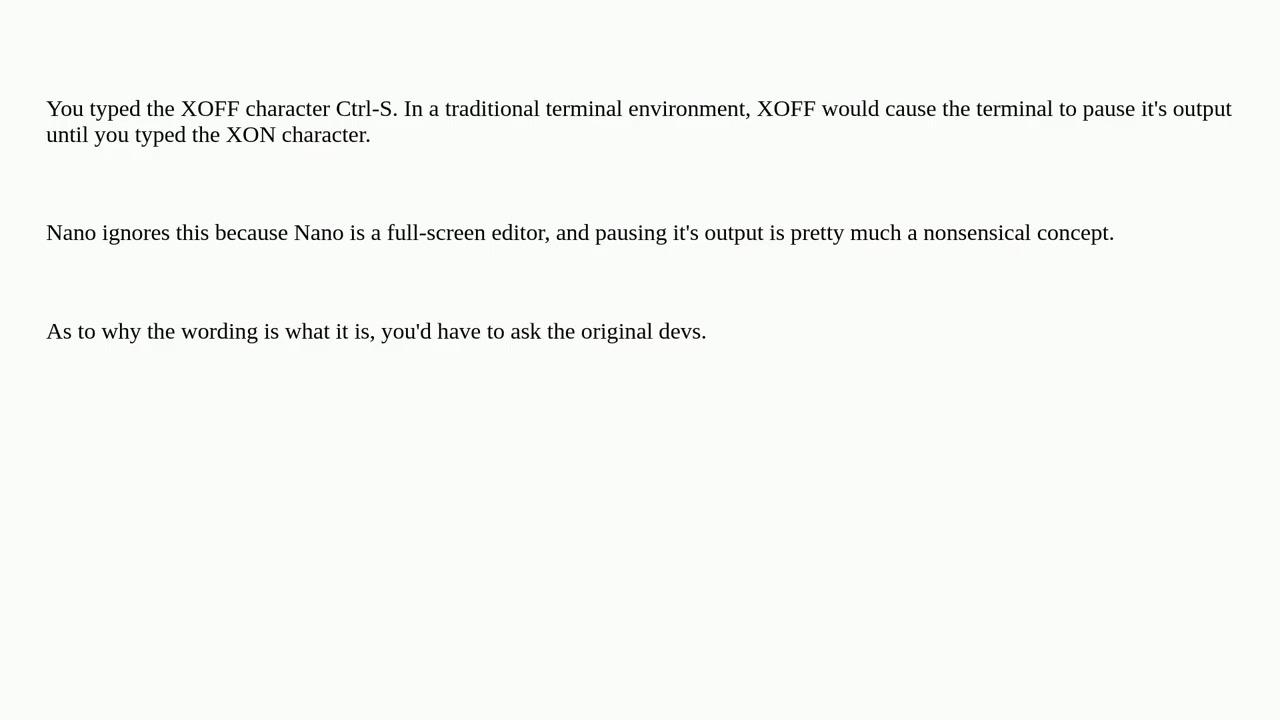 You typed the XOFF character Ctrl-S. In a traditional terminal environment, XOFF would cause the terminal to pause it's output
until you typed the XON character.
Nano ignores this because Nano is a full-screen editor, and pausing it's output is pretty much a nonsensical concept.
As to why the wording is what it is, you'd have to ask the original devs.